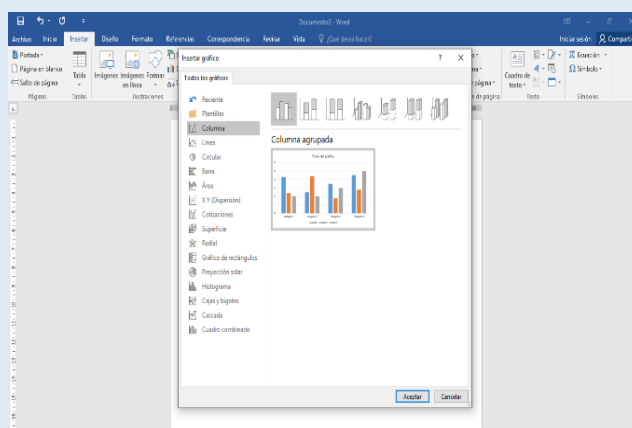 Documento3 - Word
Archivo Inicio Insertar Diseño Formato Referencias Correspondencia Revisar Vista ¿Qué desea hacer? Iniciar sesión Compartir
Portada
Página en blanco
Salto de página
Páginas
Tabla
Tablas
Imágenes Imágenes en línea Formas
Ilustraciones
Cuadro de texto
Texto
Ecuación
Símbolo
Símbolos
Insertar gráfico ? X
Todos los gráficos
Reciente
Plantillas
Columna
Línea
Circular
Barra
Área
X Y (Dispersión)
Cotizaciones
Superficie
Radial
Gráfico de rectángulos
Proyección solar
Histograma
Cajas y bigotes
Cascada
Cuadro combinado
Columna agrupada
Título del gráfico
Aceptar Cancelar